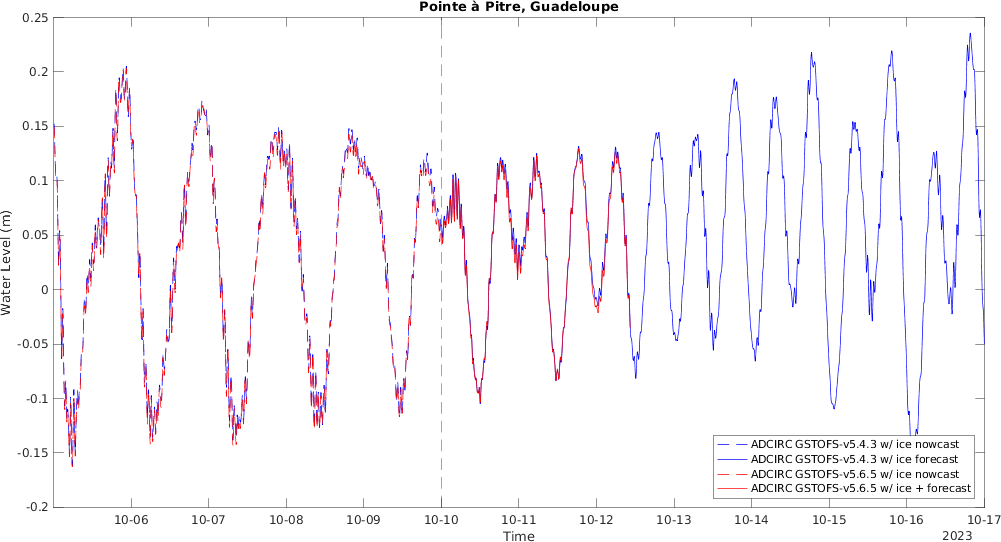 Pointe à Pitre, Guadeloupe
0.25
0.2
0.15
0.1
0.05
0
-0.05
-0.1
-0.15
-0.2
Water Level (m)
ADCIRC GSTOFS-v5.4.3 w/ ice nowcast
ADCIRC GSTOFS-v5.4.3 w/ ice forecast
ADCIRC GSTOFS-v5.6.5 w/ ice nowcast
ADCIRC GSTOFS-v5.6.5 w/ ice + forecast
10-06 10-07 10-08 10-09 10-10 10-11 10-12 10-13 10-14 10-15 10-16 10-17
Time
2023